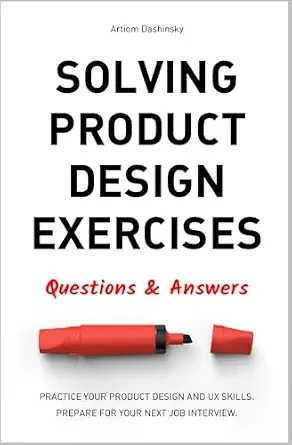 Artiom Dashinsky
SOLVING
PRODUCT
DESIGN
EXERCISES
Questions & Answers
PRACTICE YOUR PRODUCT DESIGN AND UX SKILLS.
PREPARE FOR YOUR NEXT JOB INTERVIEW.